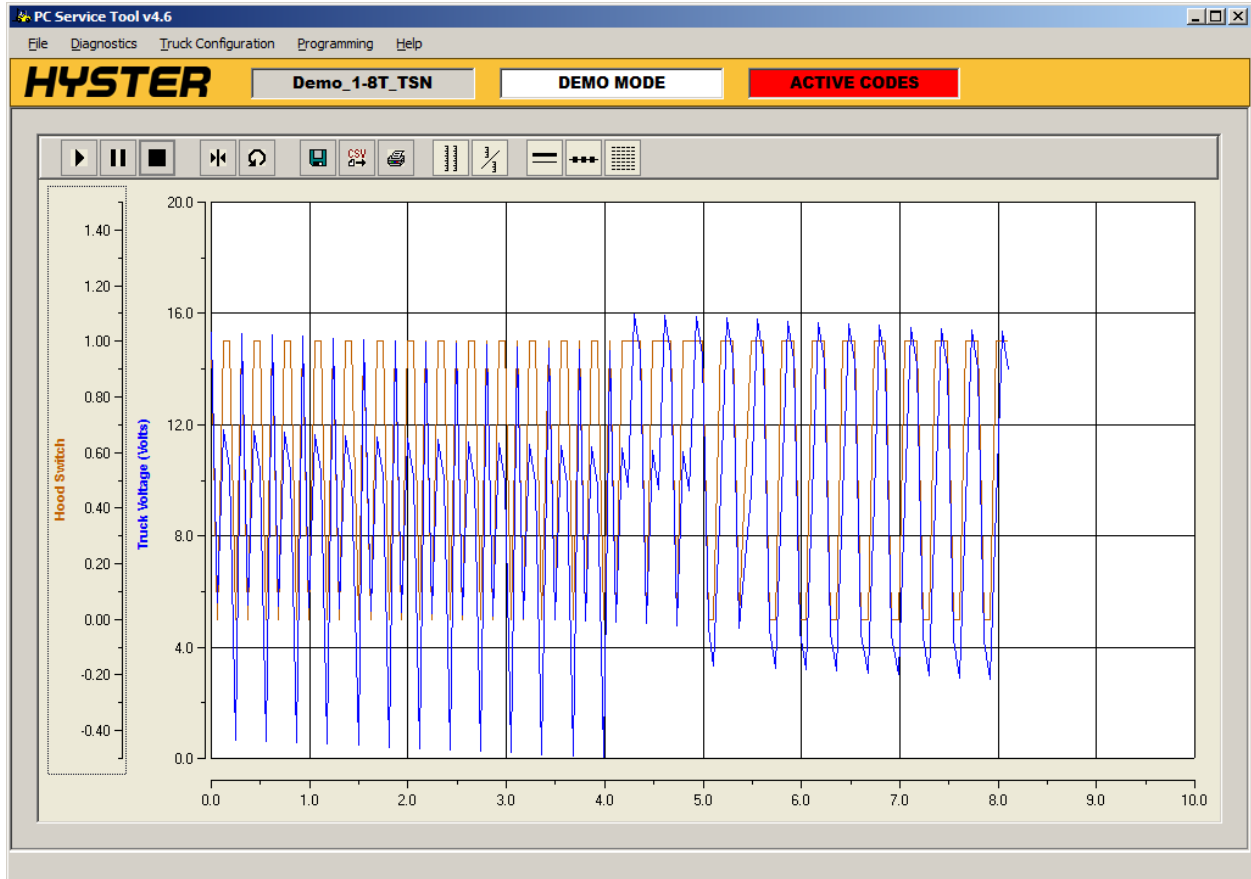 PC Service Tool v4.6
File Diagnostics Truck Configuration Programming Help
HYSTER Demo_1-8T_TSN DEMO MODE ACTIVE CODES
CSV
3/3
Hood Switch
1.40
1.20
1.00
0.80
0.60
0.40
0.20
0.00
-0.20
-0.40
Truck Voltage (Volts)
20.0
16.0
12.0
8.0
4.0
0.0
0.0 1.0 2.0 3.0 4.0 5.0 6.0 7.0 8.0 9.0 10.0